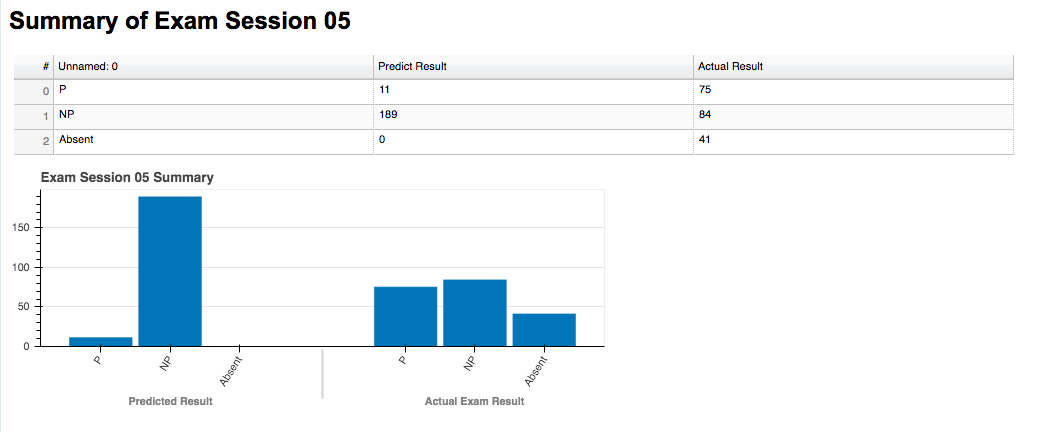 Summary of Exam Session 05
# Unnamed: 0 Predict Result Actual Result
0 P 11 75
1 NP 189 84
2 Absent 0 41
Exam Session 05 Summary
150
100
50
0
P NP Absent P NP Absent
Predicted Result Actual Exam Result